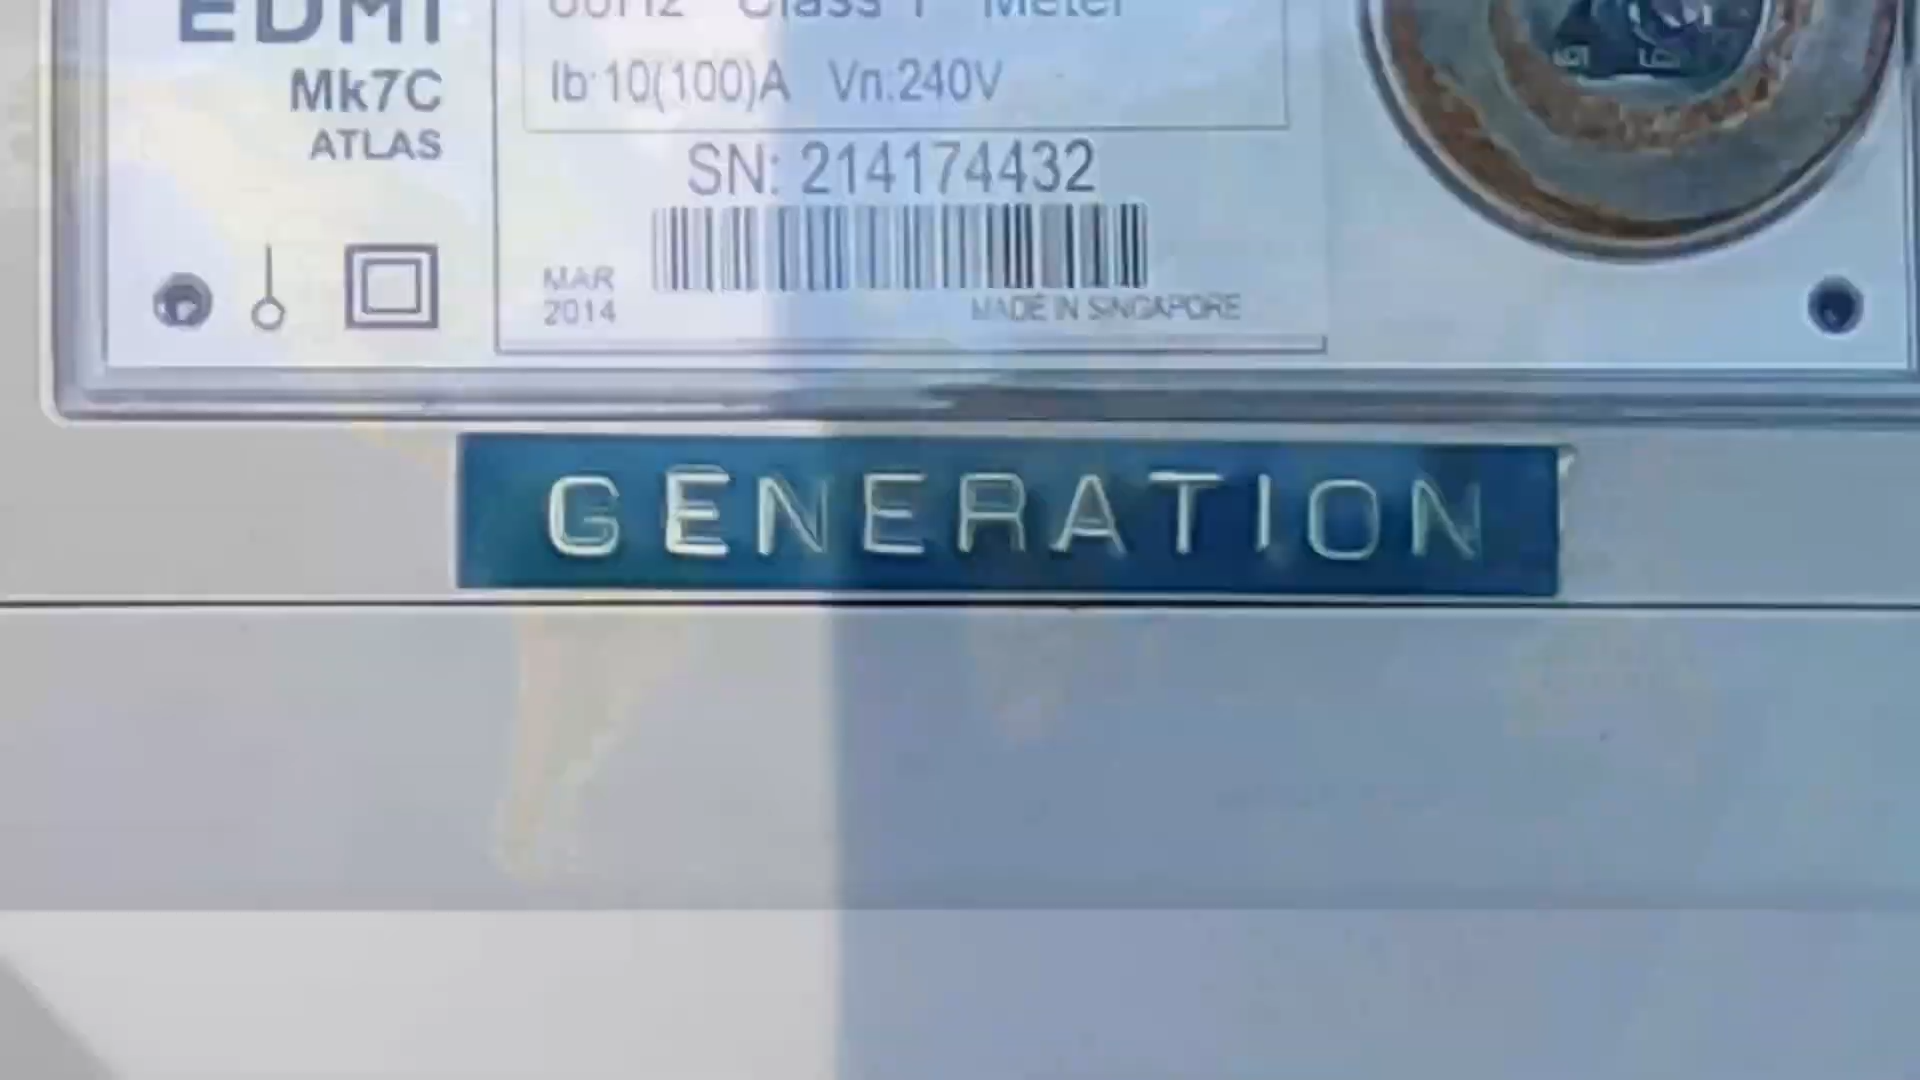 EDMI
Mk7C
ATLAS
Class 1 Meter
Ib:10(100)A Vn:240V
SN: 214174432
MAR
2014
MADE IN SINGAPORE
GENERATION